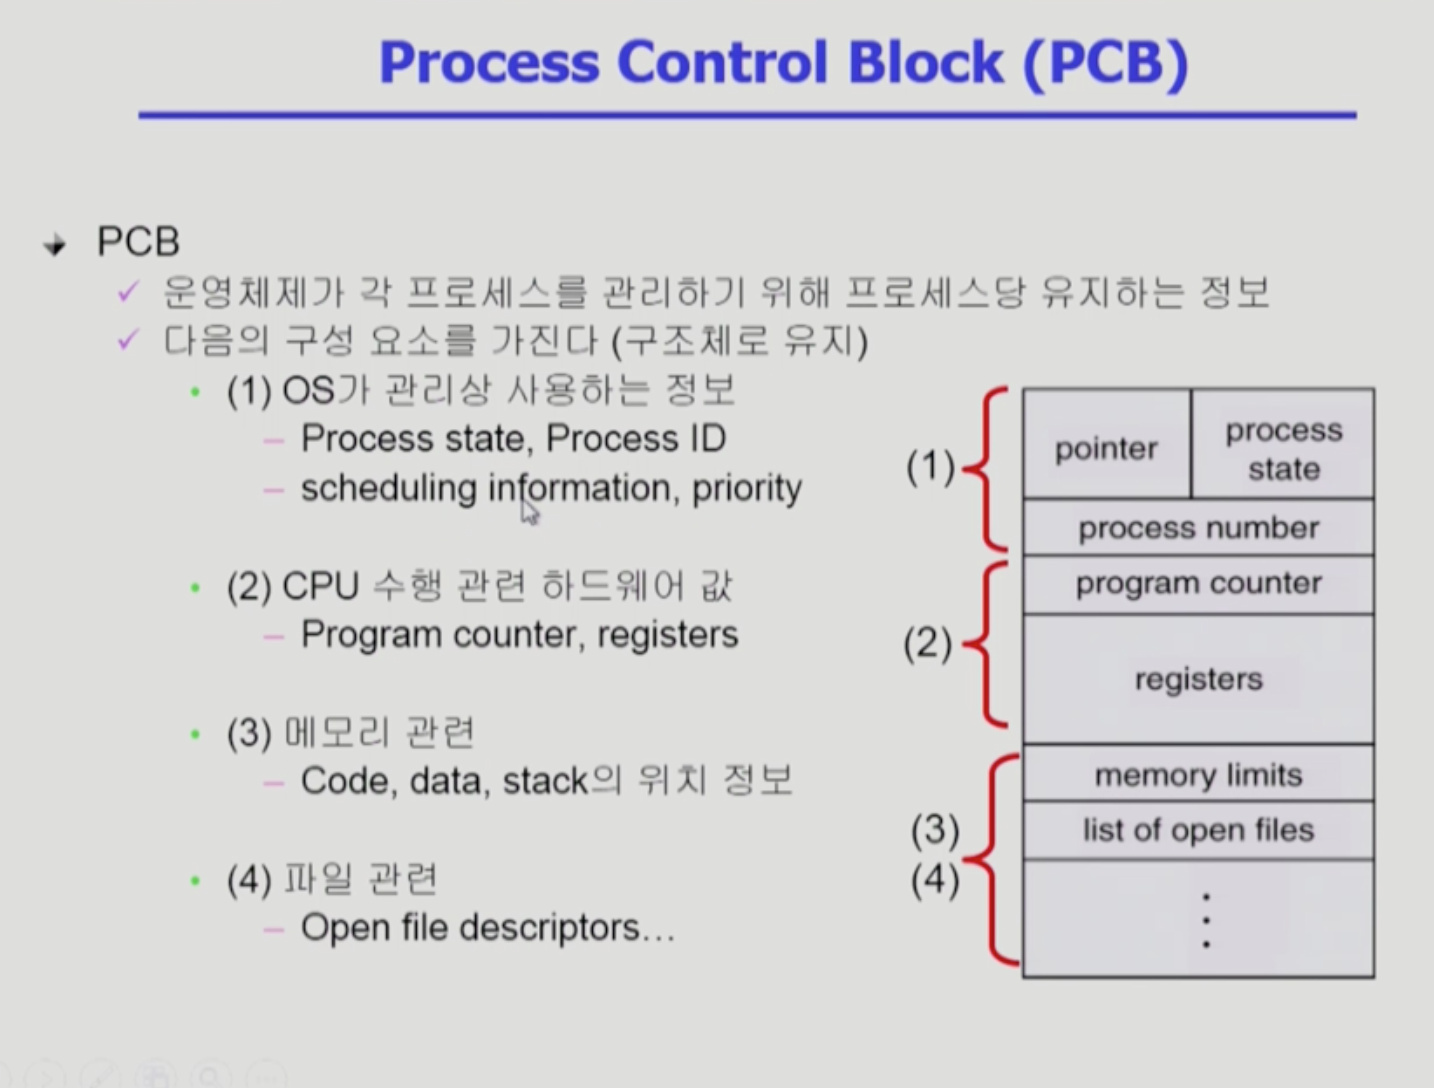 Process Control Block (PCB)
PCB
운영체제가 각 프로세스를 관리하기 위해 프로세스당 유지하는 정보
다음의 구성 요소를 가진다 (구조체로 유지)
(1) OS가 관리상 사용하는 정보
Process state, Process ID
scheduling information, priority
(2) CPU 수행 관련 하드웨어 값
Program counter, registers
(3) 메모리 관련
Code, data, stack의 위치 정보
(4) 파일 관련
Open file descriptors…
(1)
pointer
process
state
process number
(2)
program counter
registers
(3)
(4)
memory limits
list of open files